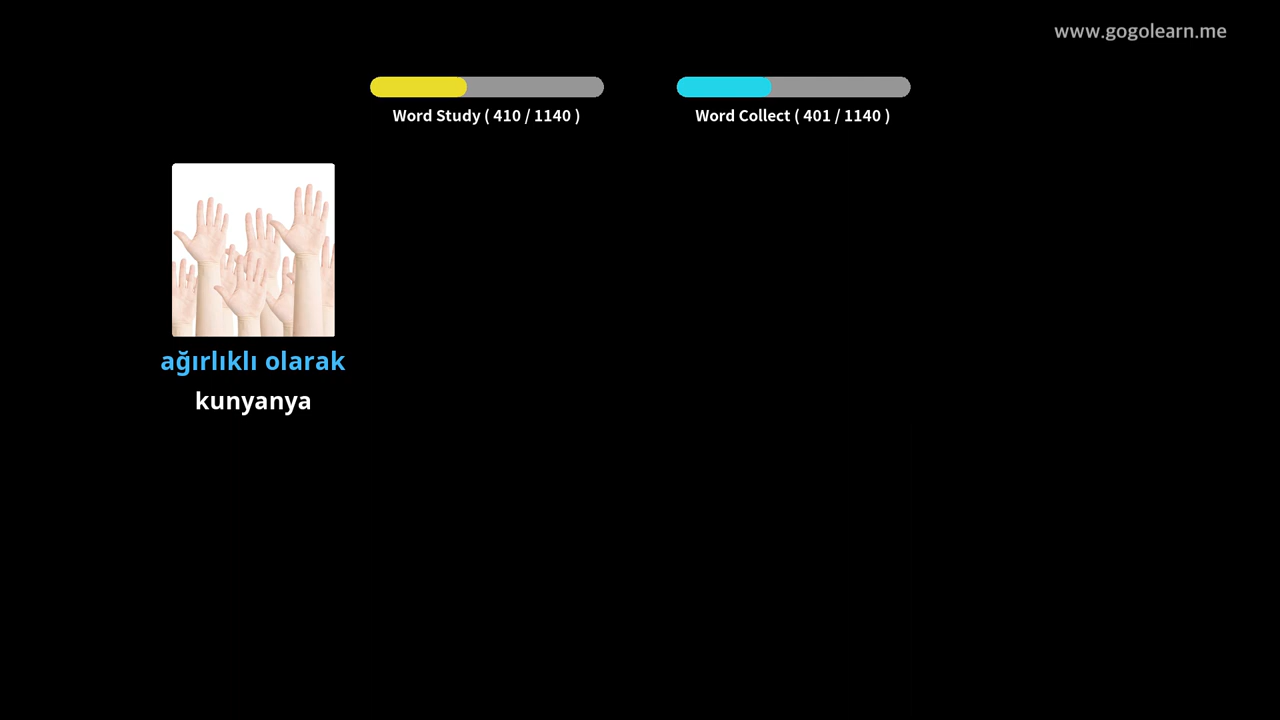 www.gogolearn.me
Word Study ( 410 / 1140 )
Word Collect ( 401 / 1140 )
ağırlıklı olarak
kunyanya